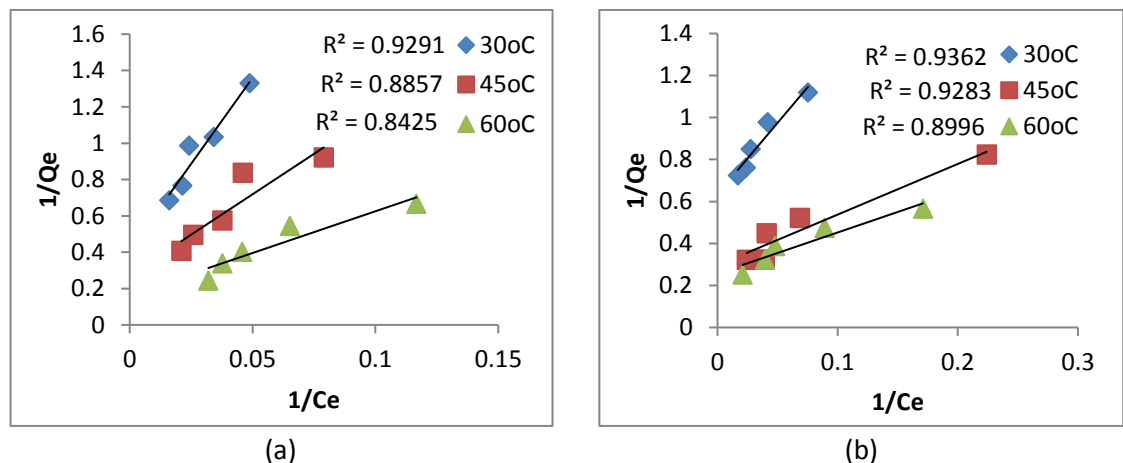 1.6
1.4
1.2
1
0.8
0.6
0.4
0.2
0
1/Qe
R² = 0.9291 30oC
R² = 0.8857 45oC
R² = 0.8425 60oC
0 0.05 0.1 0.15
1/Ce
(a)
1.4
1.2
1
0.8
0.6
0.4
0.2
0
1/Qe
R² = 0.9362 30oC
R² = 0.9283 45oC
R² = 0.8996 60oC
0 0.1 0.2 0.3
1/Ce
(b)